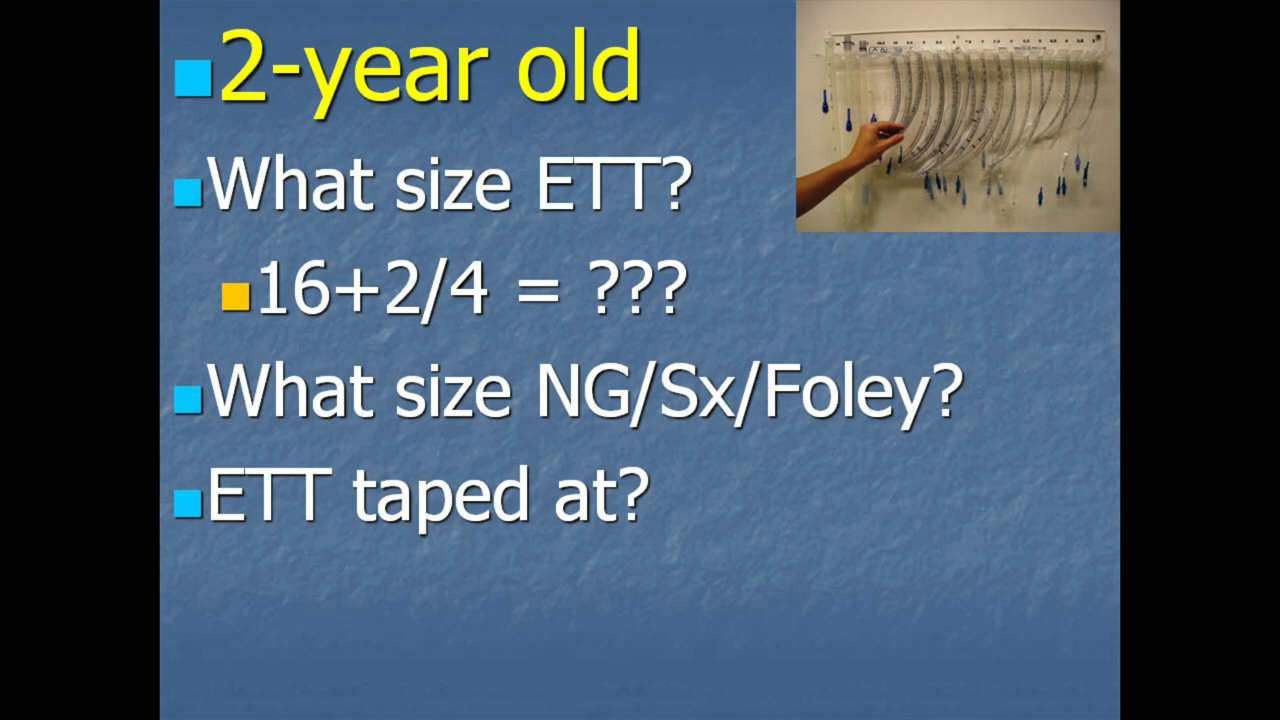 2-year old
What size ETT?
16+2/4 = ???
What size NG/Sx/Foley?
ETT taped at?